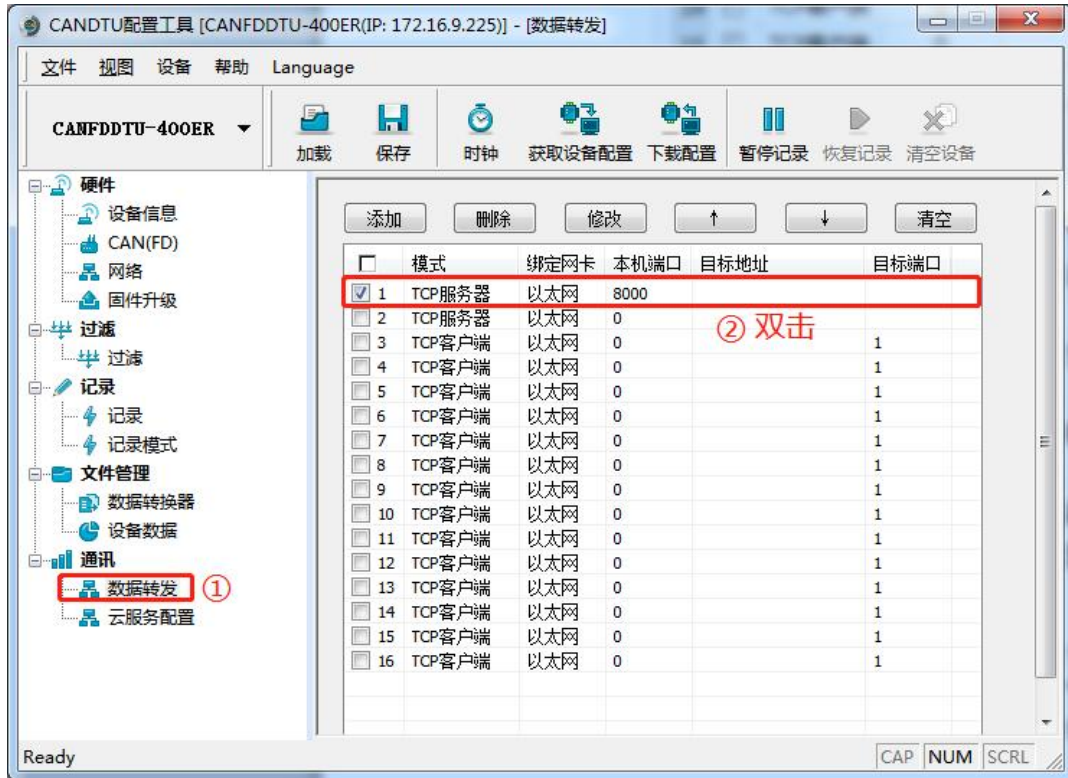 CANDTU配置工具 [CANFDDTU-400ER(IP: 172.16.9.225)] - [数据转发]
文件 视图 设备 帮助 Language
CANFDDTU-400ER 加载 保存 时钟 获取设备配置 下载配置 暂停记录 恢复记录 清空设备
硬件
设备信息
CAN(FD)
网络
固件升级
过滤
过滤
记录
记录
记录模式
文件管理
数据转换器
设备数据
通讯
数据转发 ①
云服务配置
添加 删除 修改 ↑ ↓ 清空
模式 绑定网卡 本机端口 目标地址 目标端口
1 TCP服务器 以太网 8000
2 TCP服务器 以太网 0
② 双击
3 TCP客户端 以太网 0 1
4 TCP客户端 以太网 0 1
5 TCP客户端 以太网 0 1
6 TCP客户端 以太网 0 1
7 TCP客户端 以太网 0 1
8 TCP客户端 以太网 0 1
9 TCP客户端 以太网 0 1
10 TCP客户端 以太网 0 1
11 TCP客户端 以太网 0 1
12 TCP客户端 以太网 0 1
13 TCP客户端 以太网 0 1
14 TCP客户端 以太网 0 1
15 TCP客户端 以太网 0 1
16 TCP客户端 以太网 0 1
Ready CAP NUM SCRL